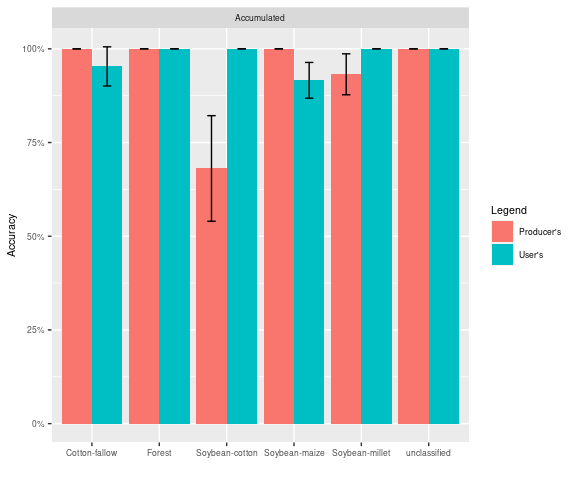 Accumulated
100%
75%
50%
25%
0%
Accuracy
Cotton-fallow Forest Soybean-cotton Soybean-maize Soybean-millet unclassified
Legend
Producer's
User's